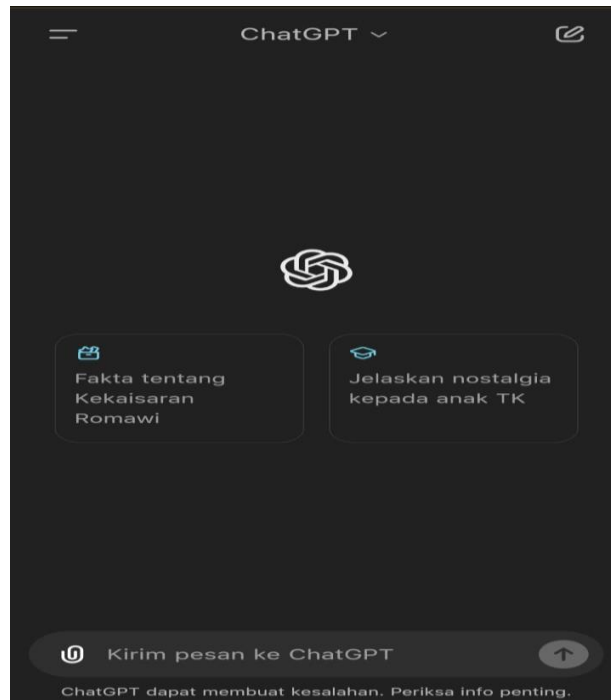 ChatGPT
Fakta tentang
Kekaisaran
Romawi
Jelaskan nostalgia
kepada anak TK
Kirim pesan ke ChatGPT
ChatGPT dapat membuat kesalahan. Periksa info penting.